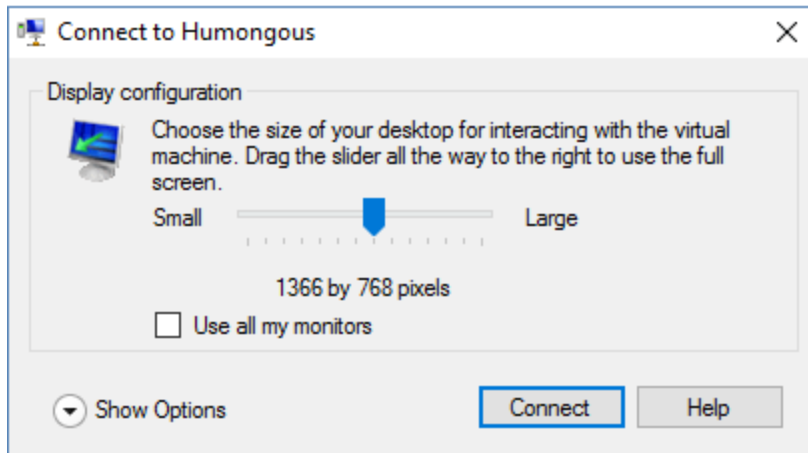 Connect to Humongous
Display configuration
Choose the size of your desktop for interacting with the virtual
machine. Drag the slider all the way to the right to use the full
screen.
Small Large
1366 by 768 pixels
Use all my monitors
Show Options Connect Help